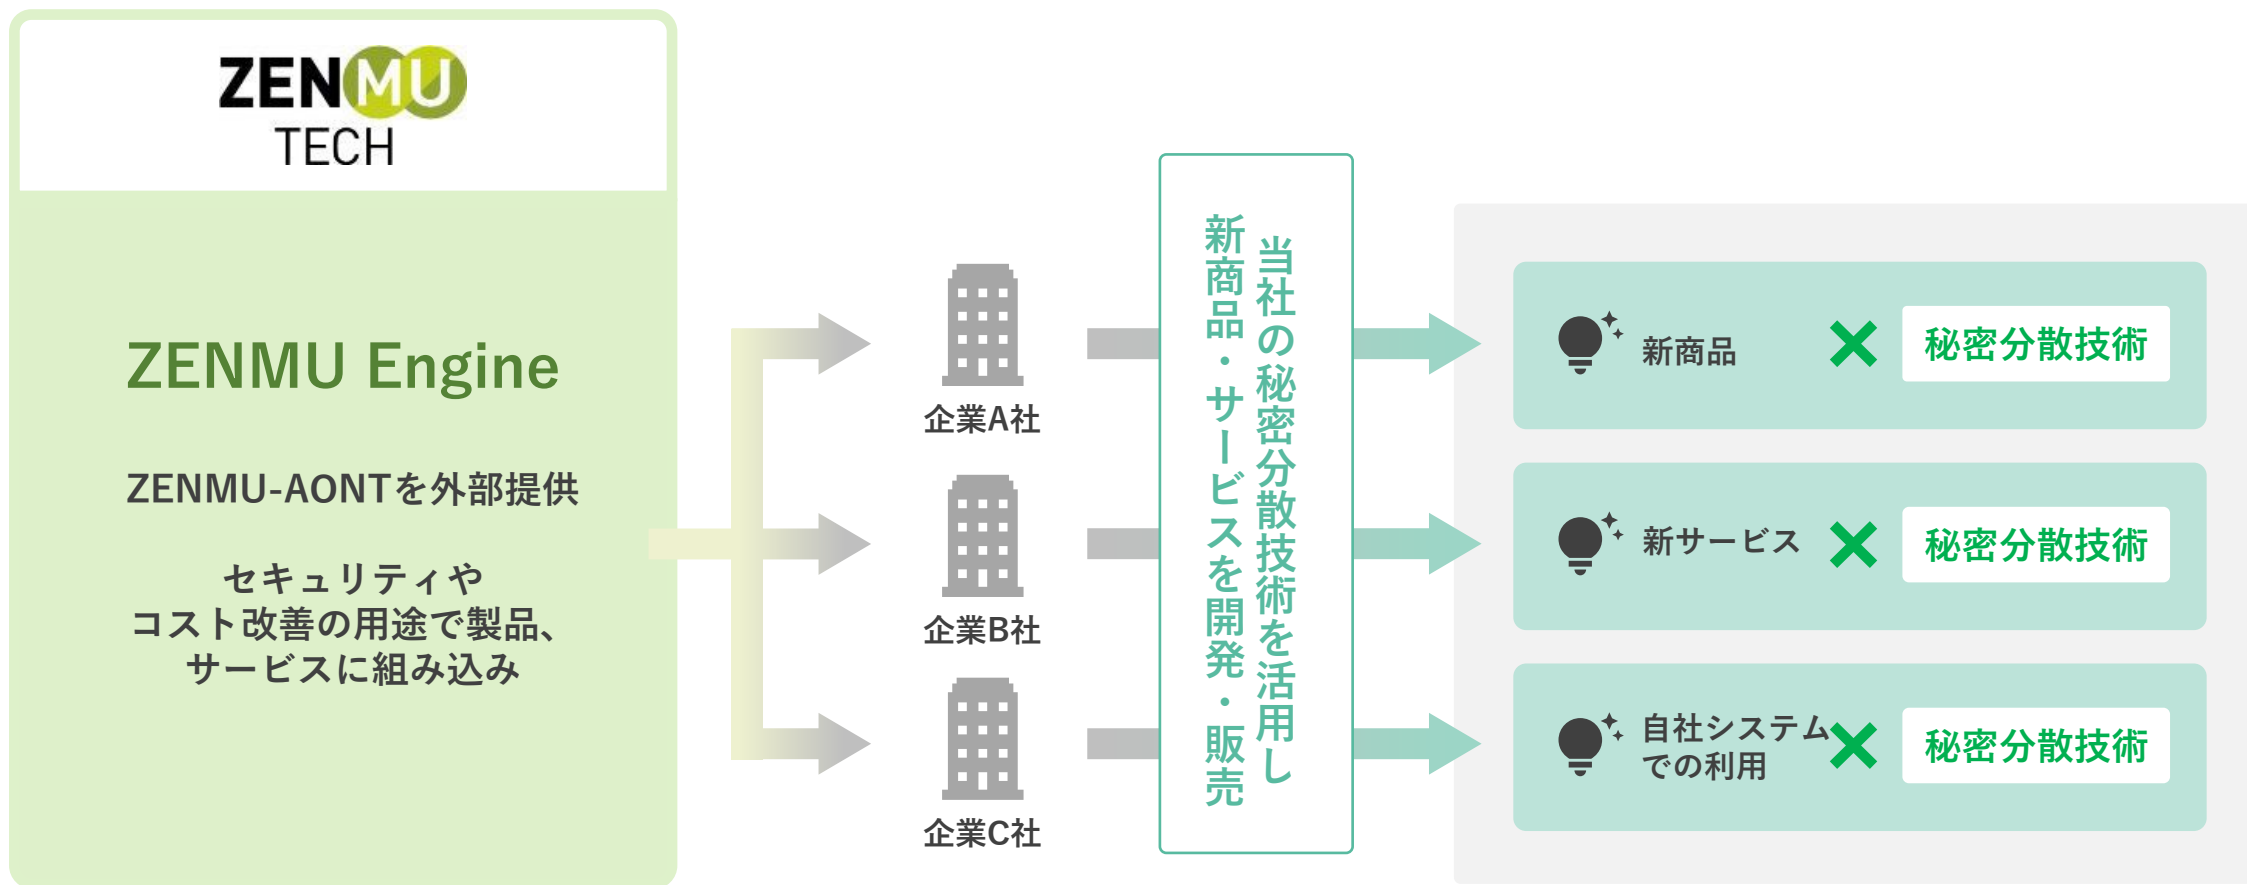 ZENMU
TECH
ZENMU Engine
ZENMU-AONTを外部提供
セキュリティや
コスト改善の用途で製品、
サービスに組み込み
企業A社
企業B社
企業C社
当社の秘密分散技術を活用し
新商品・サービスを開発・販売
新商品
秘密分散技術
新サービス
秘密分散技術
自社システム
での利用
秘密分散技術